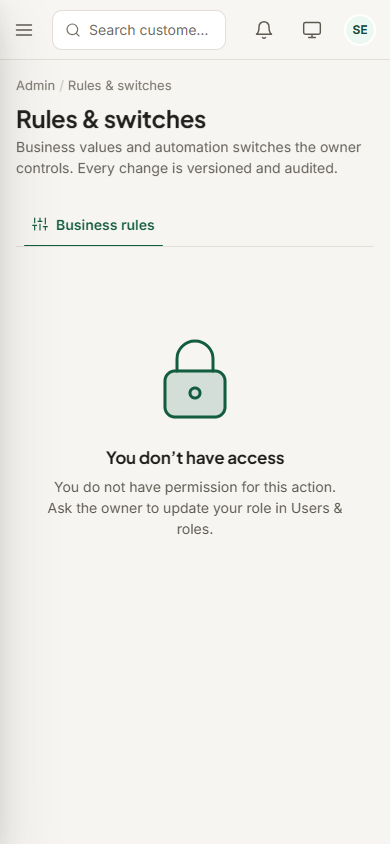 Search custome...
SE
Admin / Rules & switches
Rules & switches
Business values and automation switches the owner
controls. Every change is versioned and audited.
Business rules
You don’t have access
You do not have permission for this action.
Ask the owner to update your role in Users &
roles.